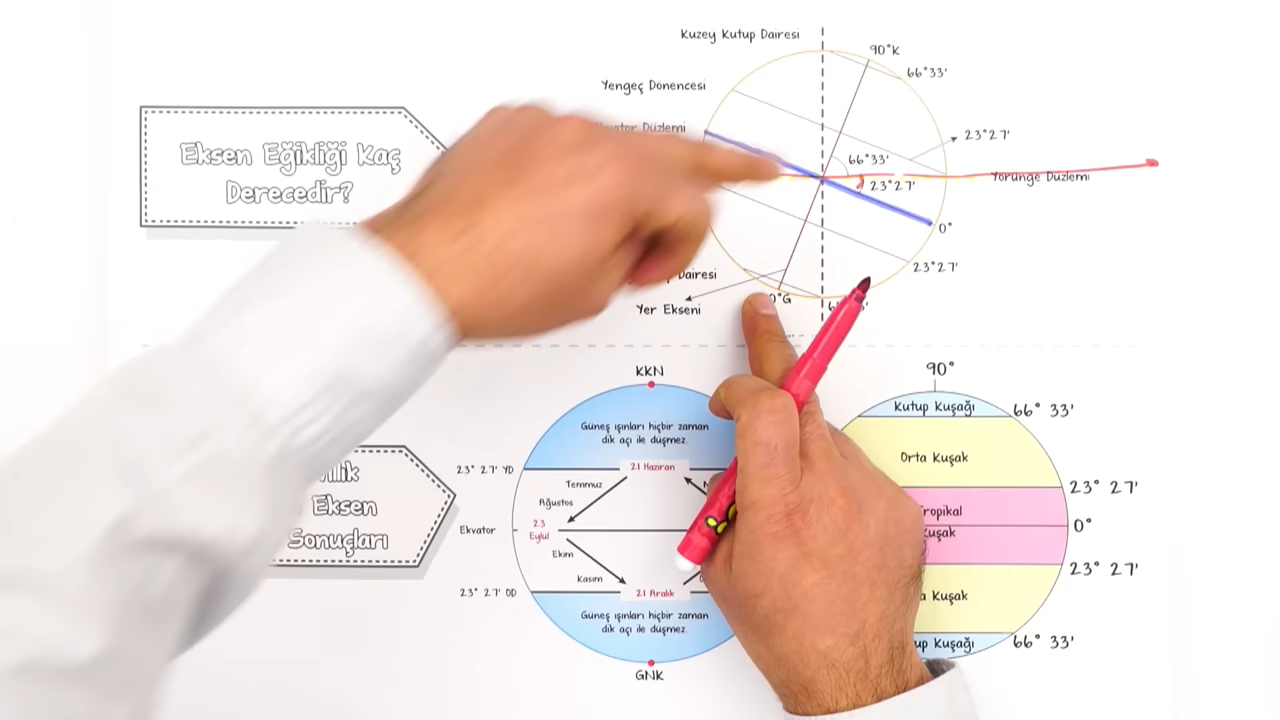 Kuzey Kutup Dairesi
90°K
66°33'
Yengeç Dönencesi
Düzlemi
23°27'
66°33'
Eksen Eğikliği Kaç
Derecedir?
Yörünge Düzlemi
23°27'
0°
23°27'
Dairesi
Yer Ekseni
KKN
90°
Kutup Kuşağı
66° 33'
Güneş ışınları hiçbir zaman
dik açı ile düşmez.
Orta Kuşak
23° 27' YD
21 Haziran
Temmuz
23° 27'
Ağustos
Eksen
Sonuçları
Ekvator
23
Eylül
Tropikal
Kuşak
0°
Ekim
Kasım
23° 27'
23° 27' OD
21 Aralık
Kuşak
Güneş ışınları hiçbir zaman
dik açı ile düşmez.
Kuşağı
66° 33'
GNK